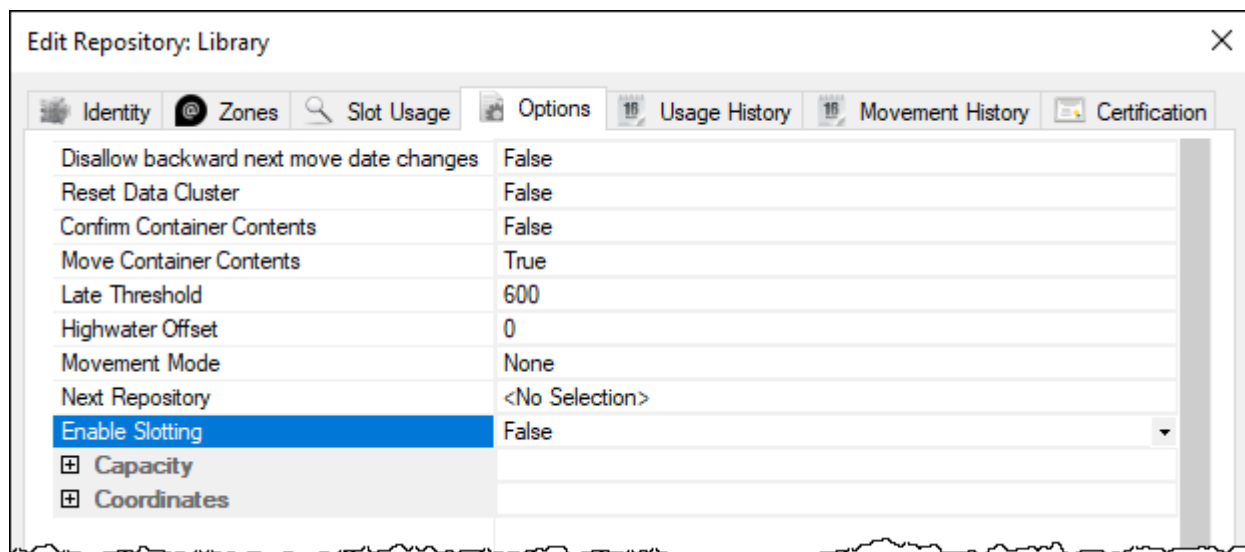 Edit Repository: Library
Identity Zones Slot Usage Options Usage History Movement History Certification
Disallow backward next move date changes False
Reset Data Cluster False
Confirm Container Contents False
Move Container Contents True
Late Threshold 600
Highwater Offset 0
Movement Mode None
Next Repository <No Selection>
Enable Slotting False
Capacity
Coordinates